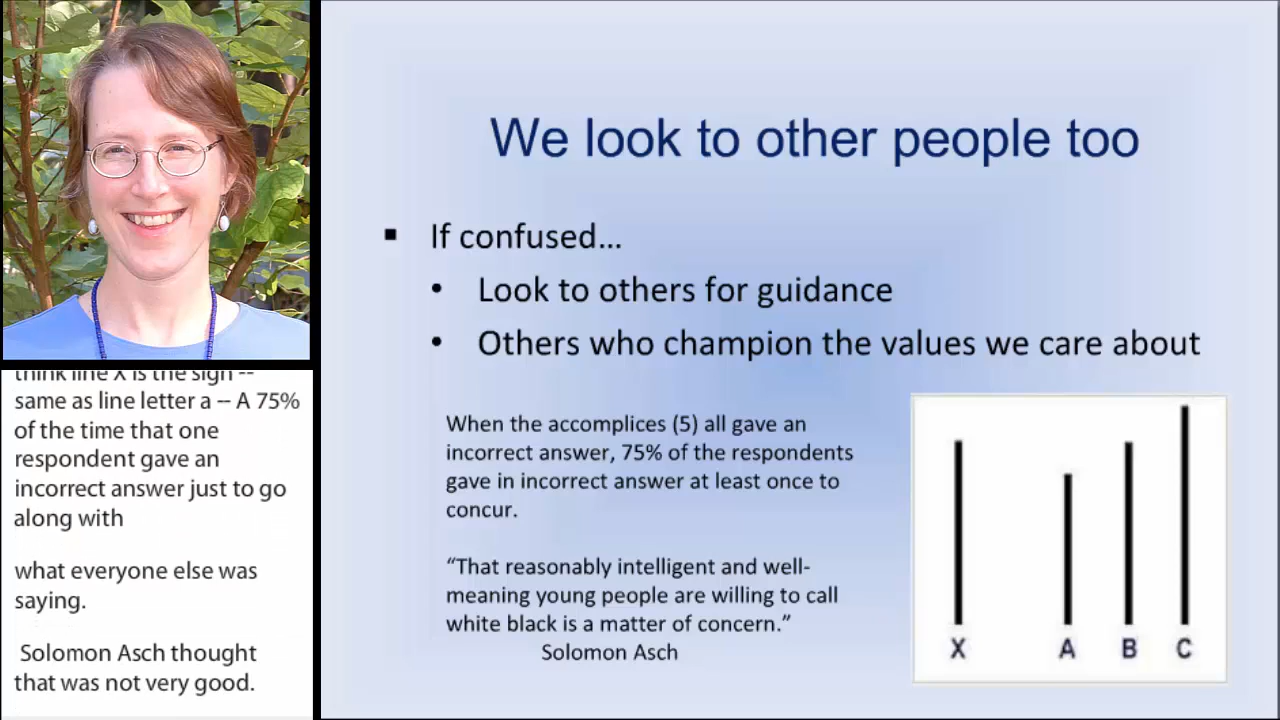 We look to other people too
▪ If confused…
• Look to others for guidance
• Others who champion the values we care about
When the accomplices (5) all gave an
incorrect answer, 75% of the respondents
gave in incorrect answer at least once to
concur.
“That reasonably intelligent and well-
meaning young people are willing to call
white black is a matter of concern.”
Solomon Asch
X A B C
think line X is the sign --
same as line letter a -- A 75%
of the time that one
respondent gave an
incorrect answer just to go
along with
what everyone else was
saying.
Solomon Asch thought
that was not very good.